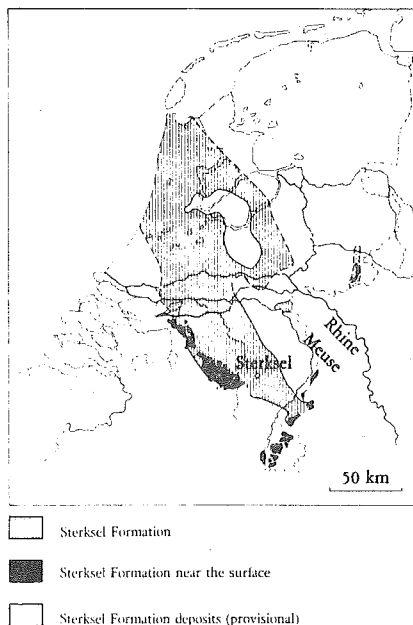 Sterksel
Meuse
Rhine
50 km
Sterksel Formation
Sterksel Formation near the surface
Sterksel Formation deposits (provisional)